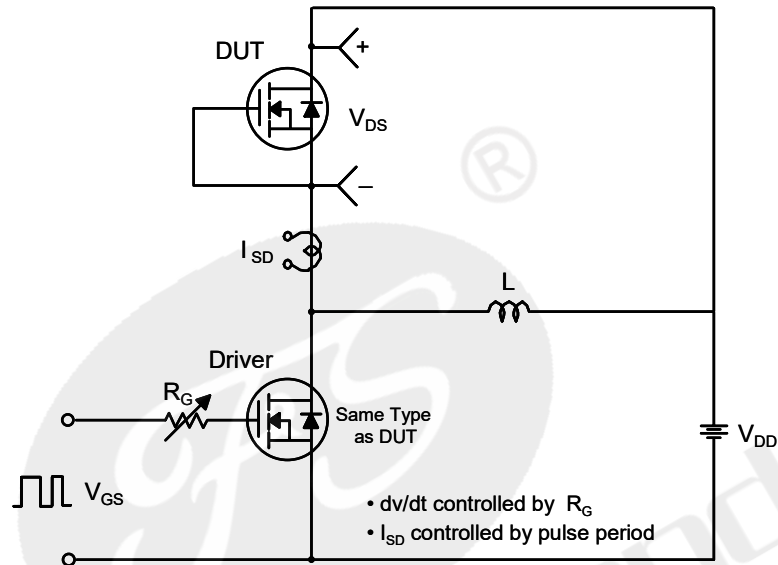 DUT
+
V_DS
–
®
I_SD
L
Driver
R_G
Same Type
as DUT
V_DD
V_GS
• dv/dt controlled by R_G
• I_SD controlled by pulse period